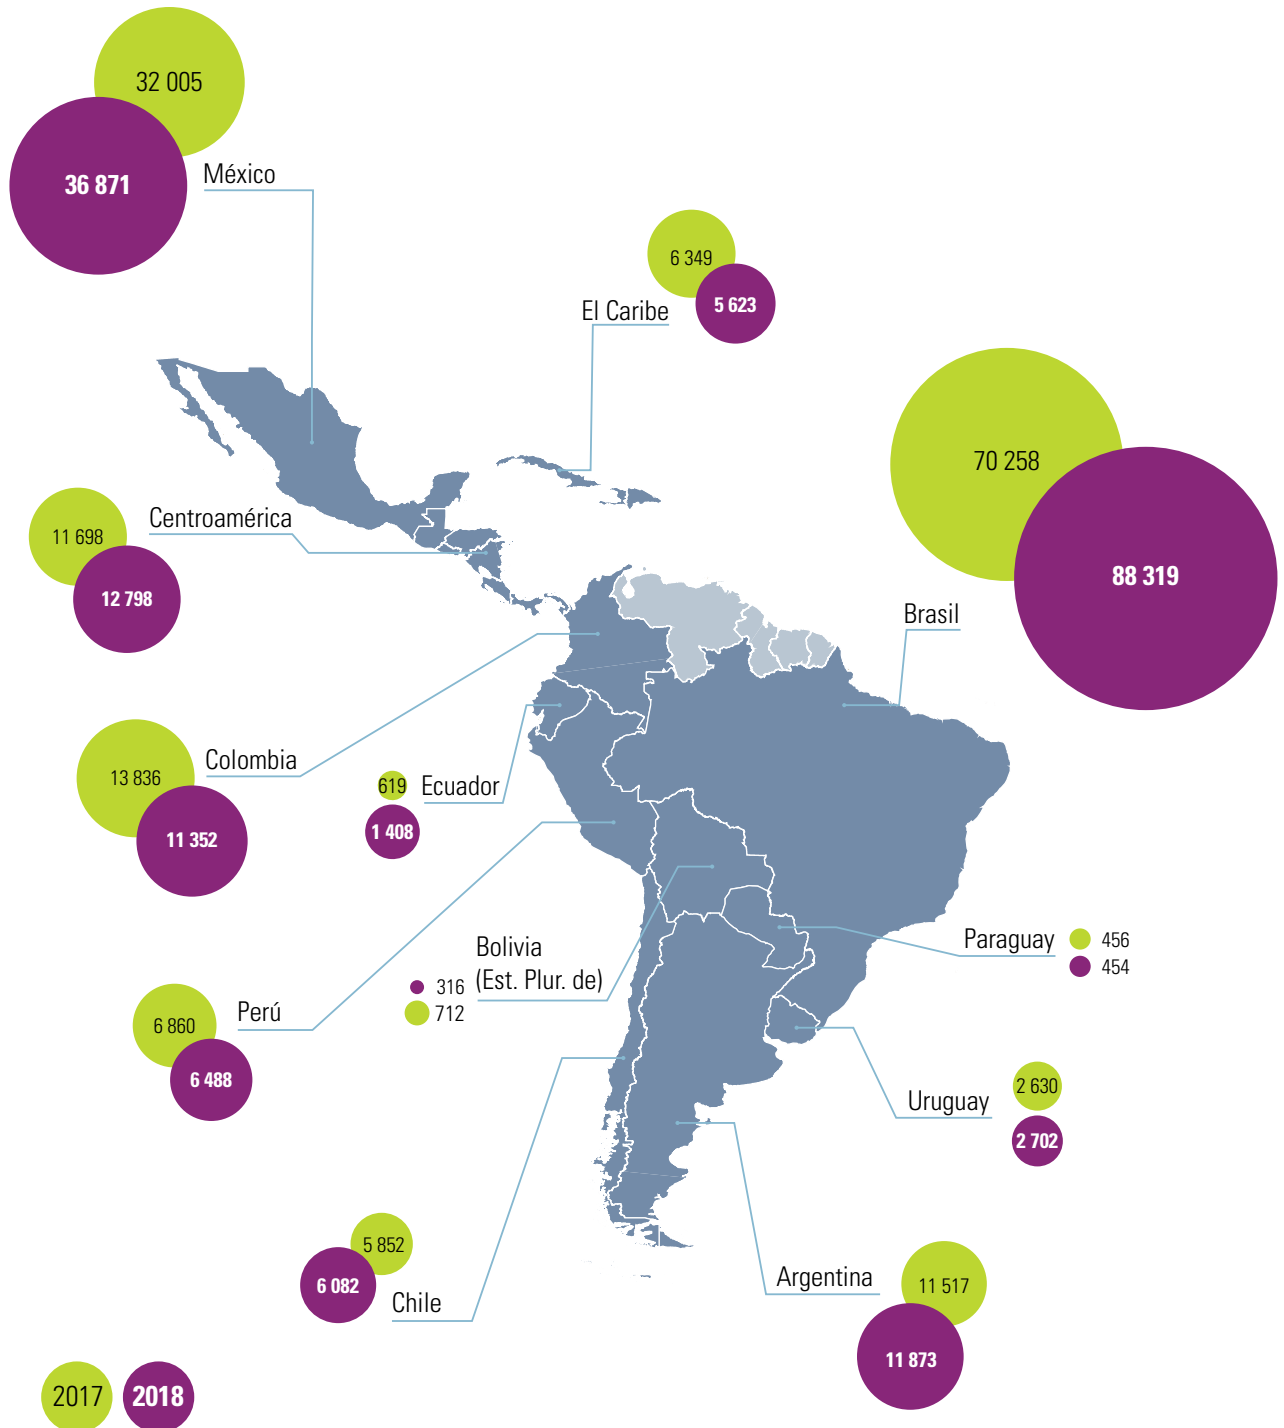 32 005
36 871
México
6 349
5 623
El Caribe
70 258
88 319
Brasil
11 698
12 798
Centroamérica
13 836
11 352
Colombia
619
1 408
Ecuador
Bolivia
(Est. Plur. de)
316
712
Paraguay
456
454
6 860
6 488
Perú
Uruguay
2 630
2 702
5 852
6 082
Chile
Argentina
11 517
11 873
2017
2018